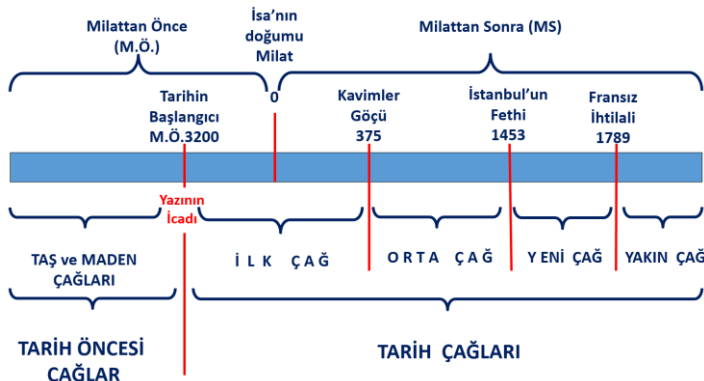 Milattan Önce
(M.Ö.)
İsa’nın
doğumu
Milat
Milattan Sonra (MS)
Tarihin
Başlangıcı
M.Ö.3200
0
Kavimler
Göçü
375
İstanbul’un
Fethi
1453
Fransız
İhtilali
1789
Yazının
İcadı
TAŞ ve MADEN
ÇAĞLARI
İ L K Ç A Ğ
O R T A Ç A Ğ
Y ENİ ÇAĞ
YAKIN ÇAĞ
TARİH ÖNCESİ
ÇAĞLAR
TARİH ÇAĞLARI